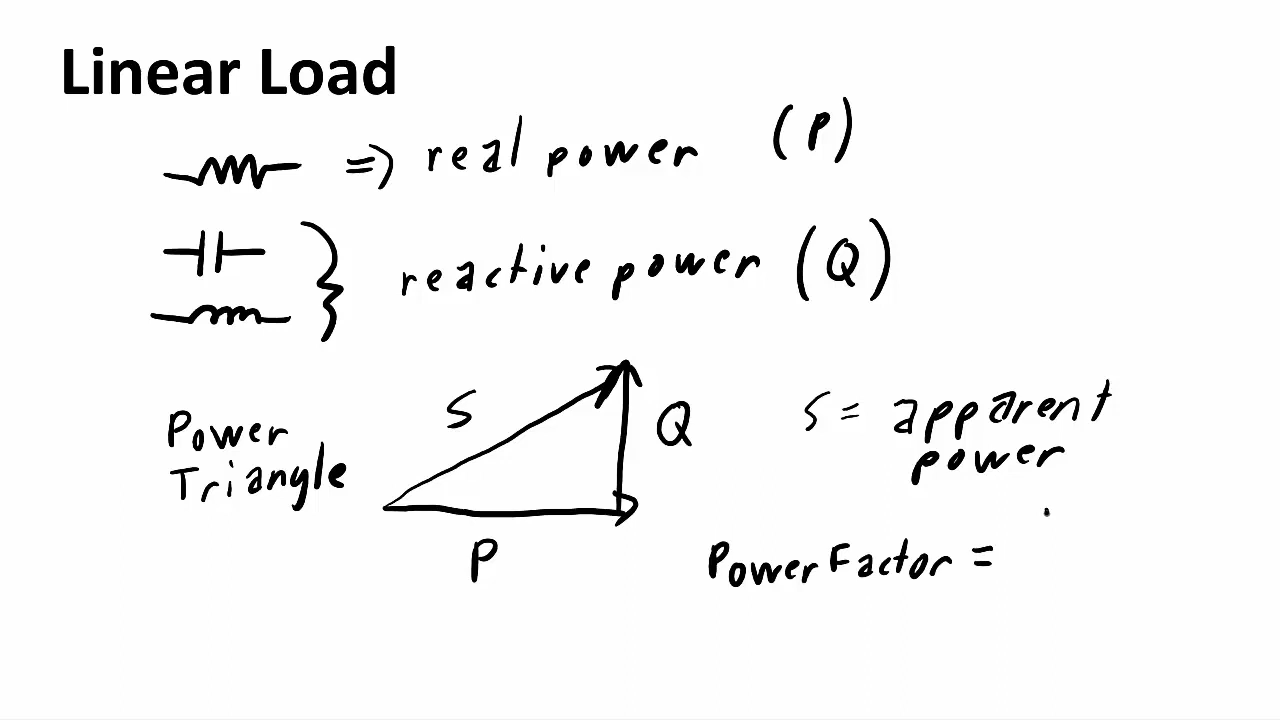 Linear Load
=> real power (P)
reactive power (Q)
Power
Triangle
S
Q
P
S = apparent
power
Power Factor =